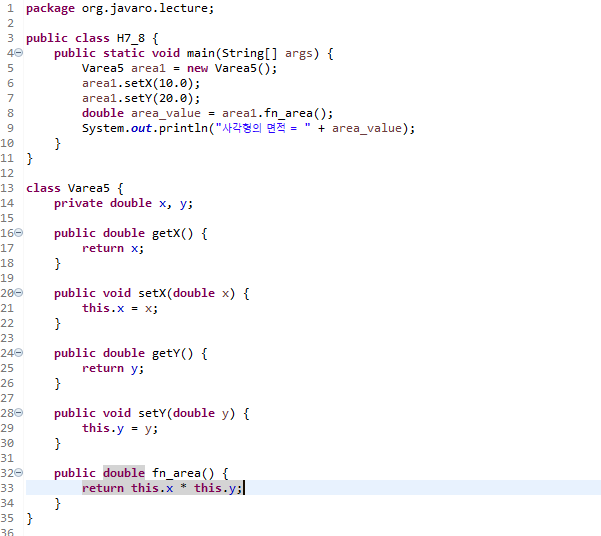 1 package org.javaro.lecture;
2
3 public class H7_8 {
4 public static void main(String[] args) {
5 Varea5 area1 = new Varea5();
6 area1.setX(10.0);
7 area1.setY(20.0);
8 double area_value = area1.fn_area();
9 System.out.println("사각형의 면적 = " + area_value);
10 }
11 }
12
13 class Varea5 {
14 private double x, y;
15
16 public double getX() {
17 return x;
18 }
19
20 public void setX(double x) {
21 this.x = x;
22 }
23
24 public double getY() {
25 return y;
26 }
27
28 public void setY(double y) {
29 this.y = y;
30 }
31
32 public double fn_area() {
33 return this.x * this.y;
34 }
35 }
36